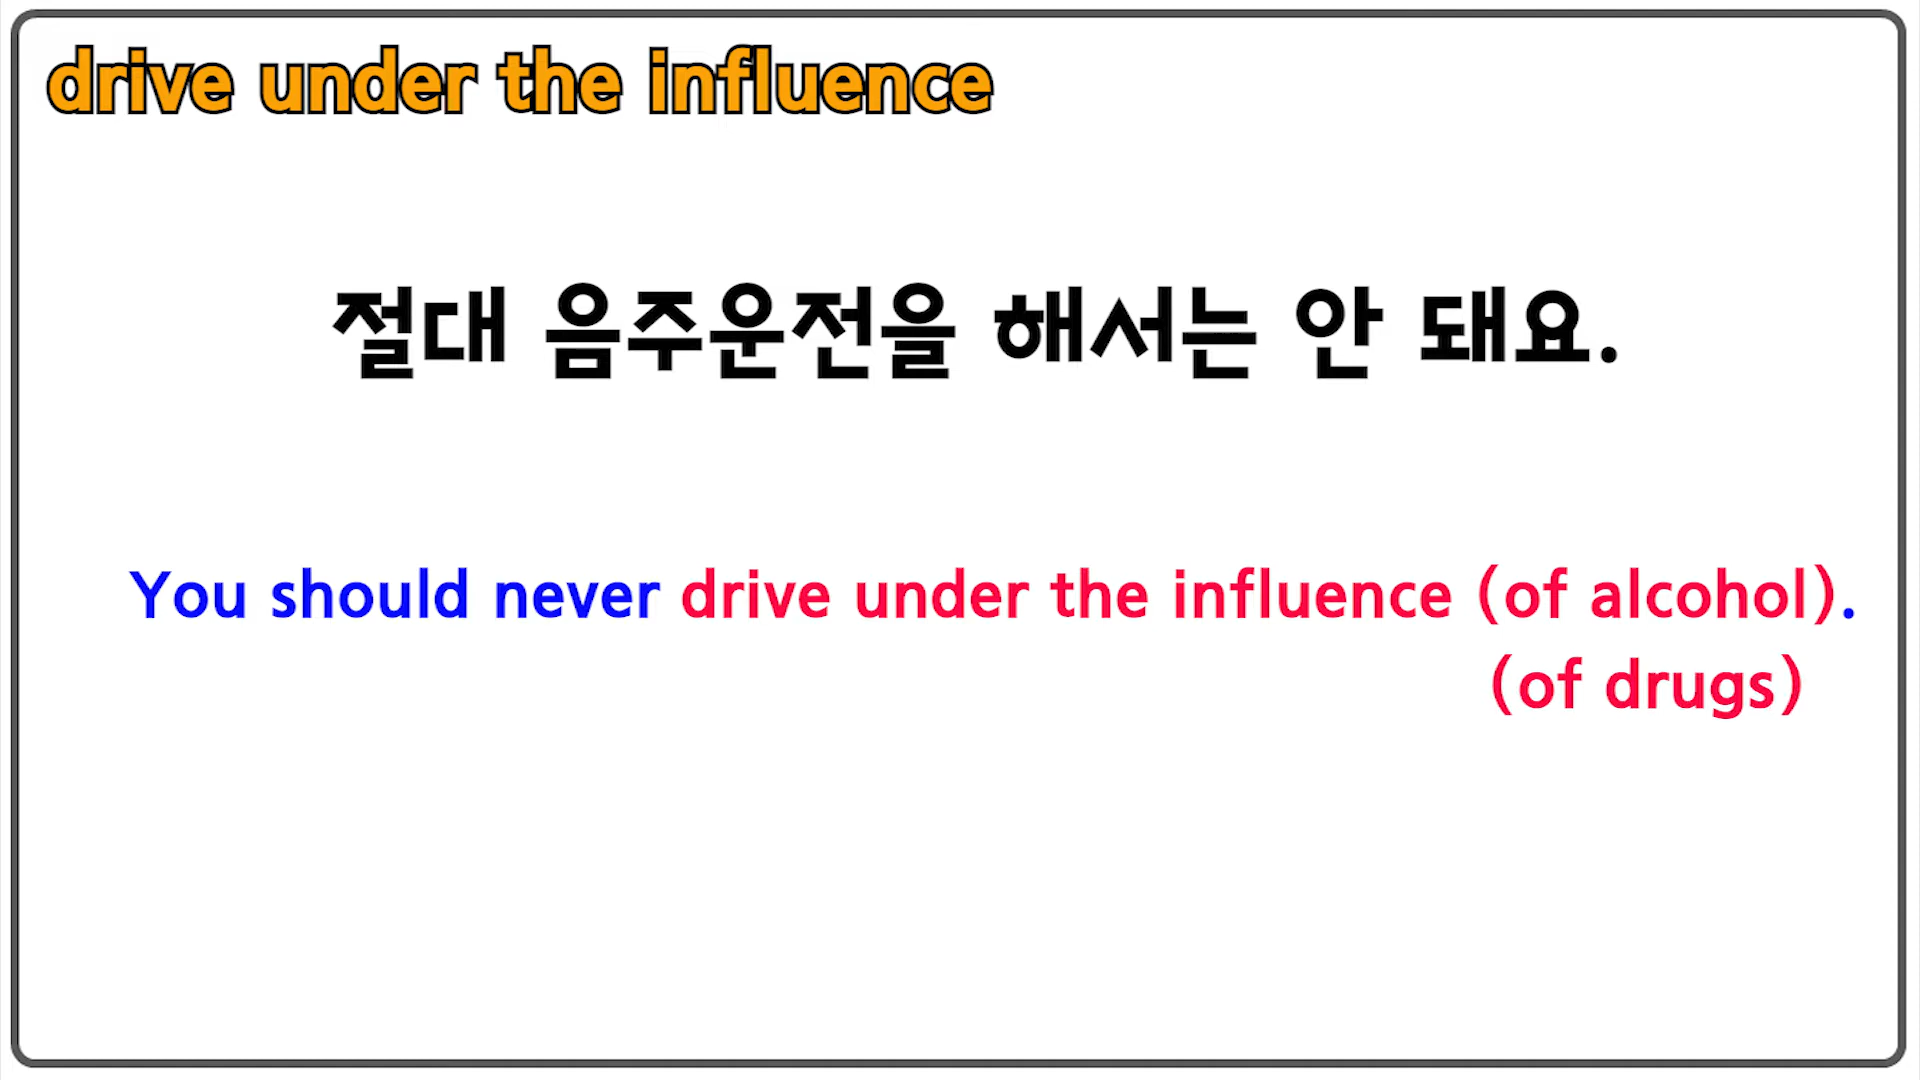 drive under the influence
절대 음주운전을 해서는 안 돼요.
You should never drive under the influence (of alcohol).
(of drugs)